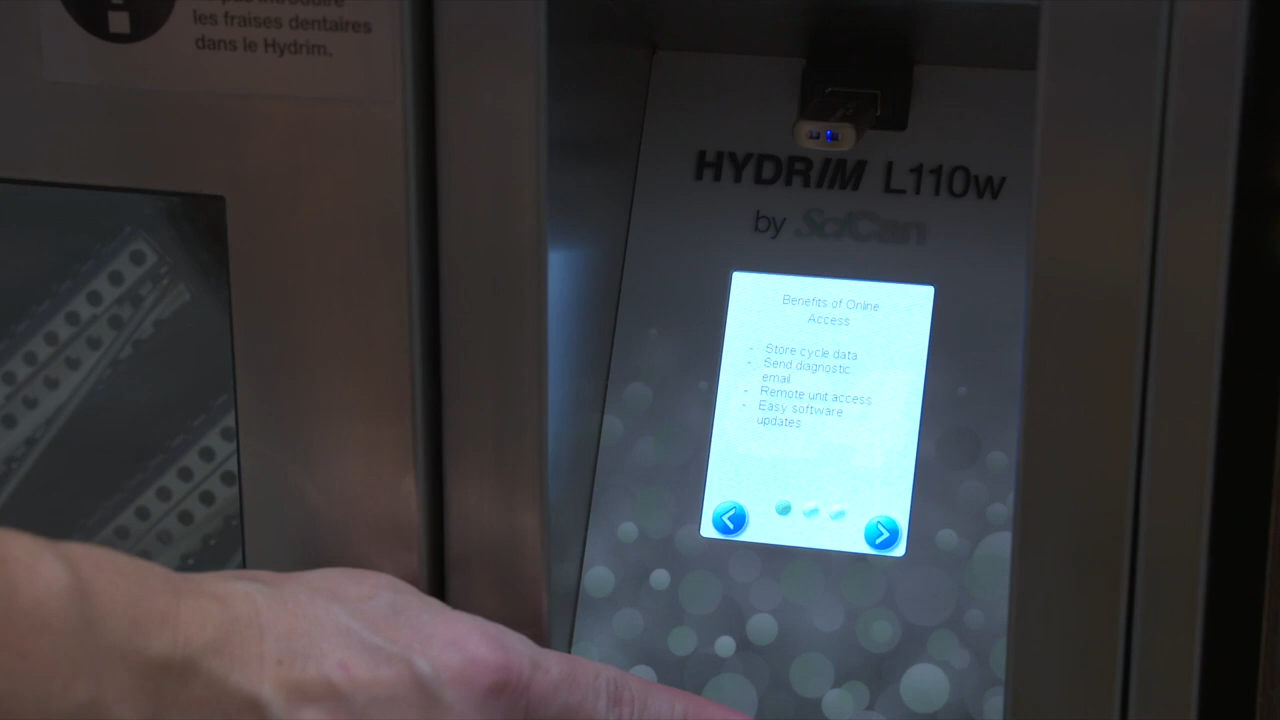 les fraises dentaires
dans le Hydrim.
HYDRIM L110w
by SciCan
Benefits of Online
Access
- Store cycle data
- Send diagnostic
email
- Remote unit access
- Easy software
updates